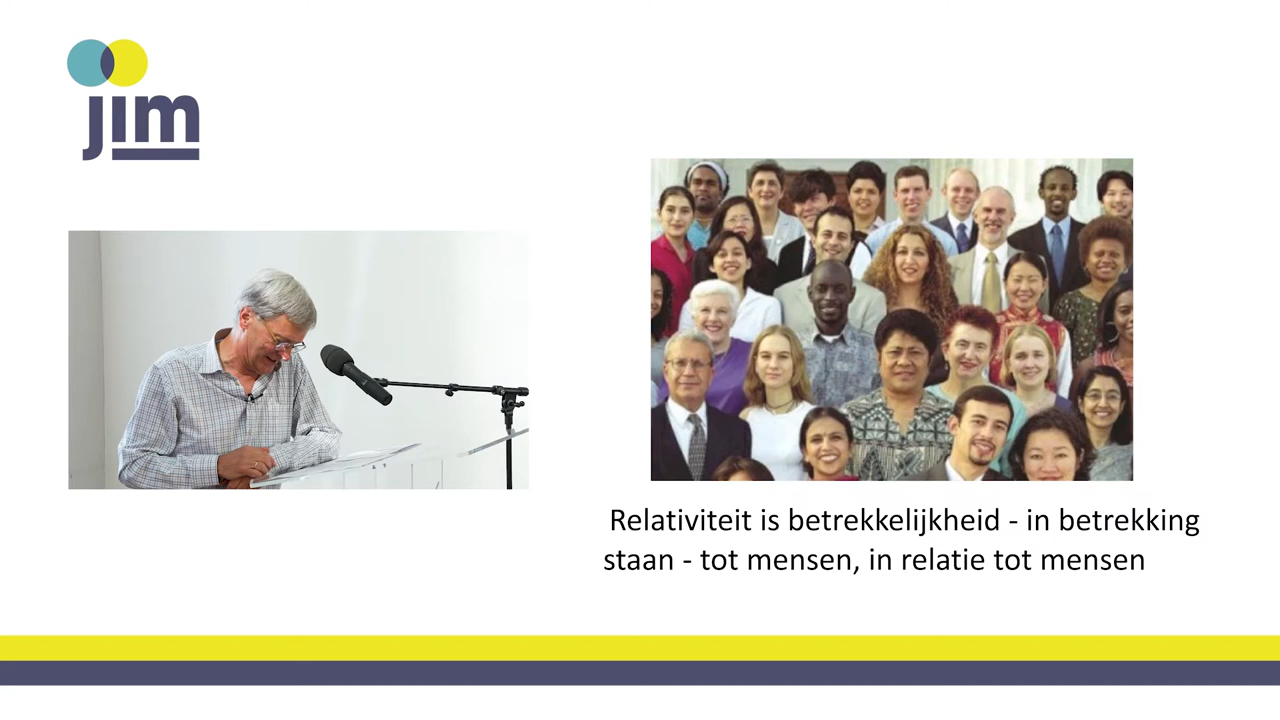 jim
Relativiteit is betrekkelijkheid - in betrekking
staan - tot mensen, in relatie tot mensen